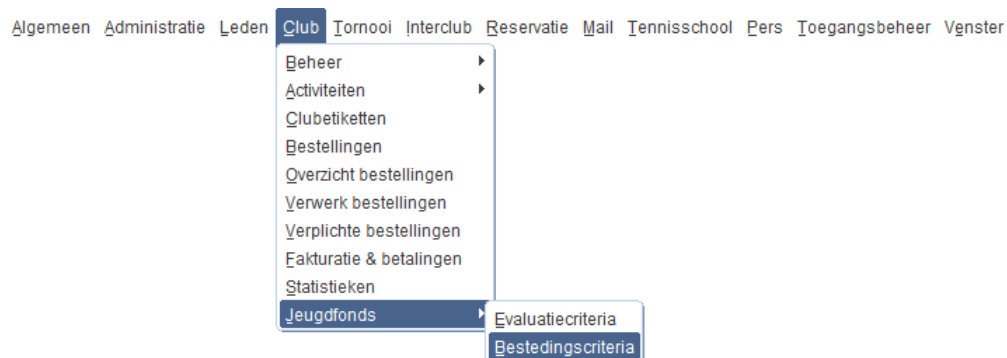 Algemeen Administratie Leden Club Tornooi Interclub Reservatie Mail Tennisschool Pers Toegangsbeheer Venster
Beheer
Activiteiten
Clubetiketten
Bestellingen
Overzicht bestellingen
Verwerk bestellingen
Verplichte bestellingen
Fakturatie & betalingen
Statistieken
Jeugdfonds
Evaluatiecriteria
Bestedingscriteria